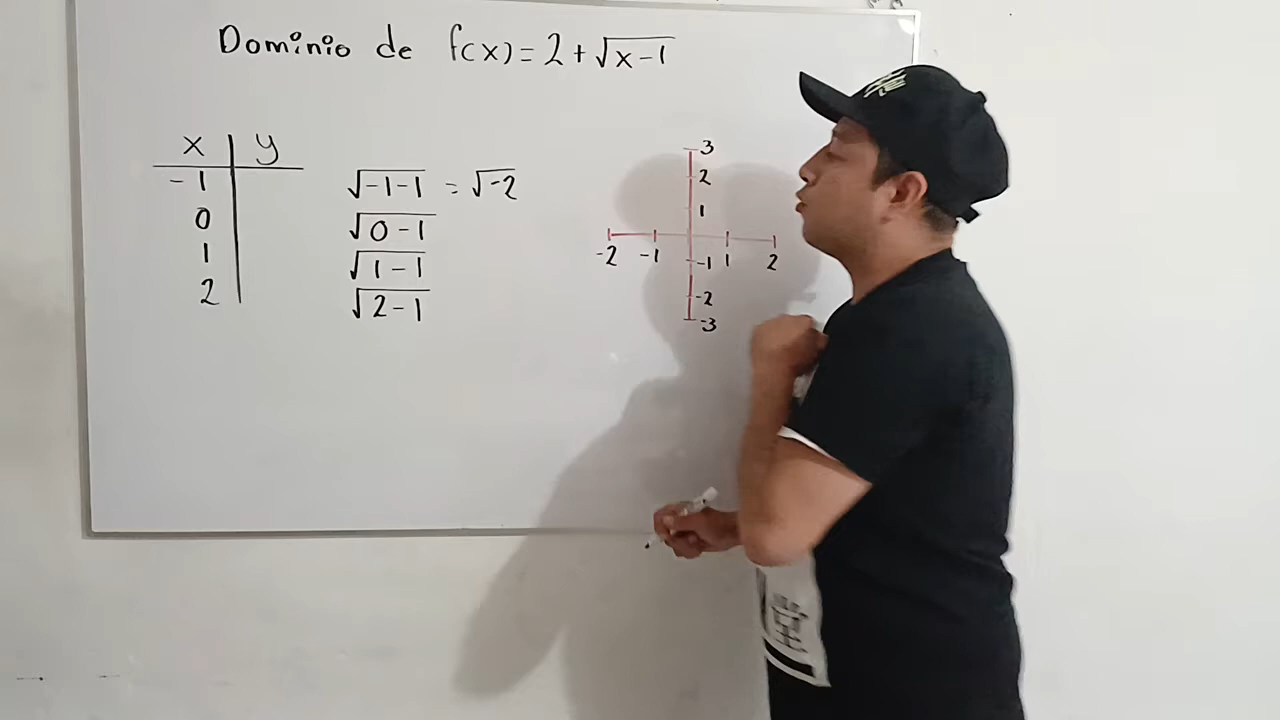 Dominio de f(x) = 2 + √x-1
x | y
-1 √-1-1 = √-2
0 √0-1
1 √1-1
2 √2-1
3
2
1
-2 -1 -1 1 2
-2
-3
堂